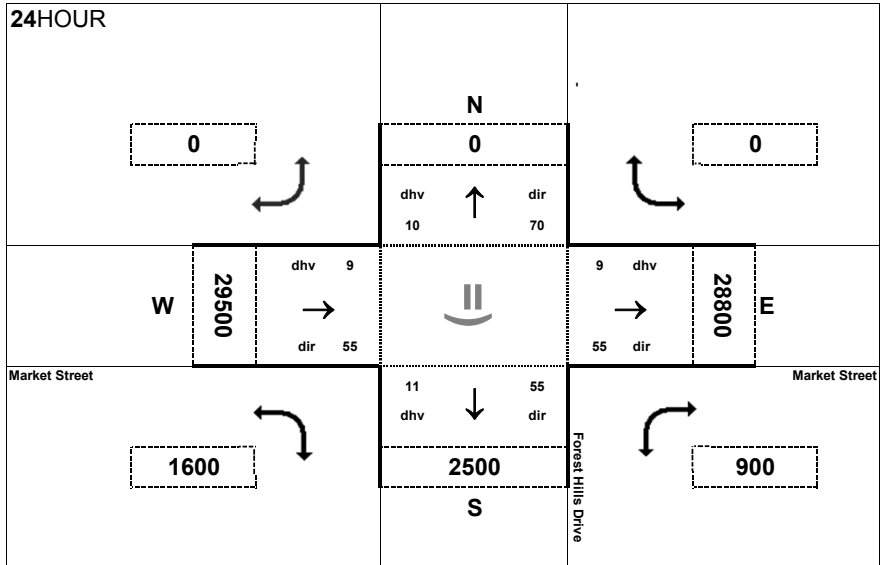 24HOUR
N
0
0
0
dhv
dir
10
70
dhv 9
9 dhv
W
29500
28800
E
dir 55
55 dir
Market Street
Market Street
11
55
dhv
dir
1600
2500
900
S
Forest Hills Drive